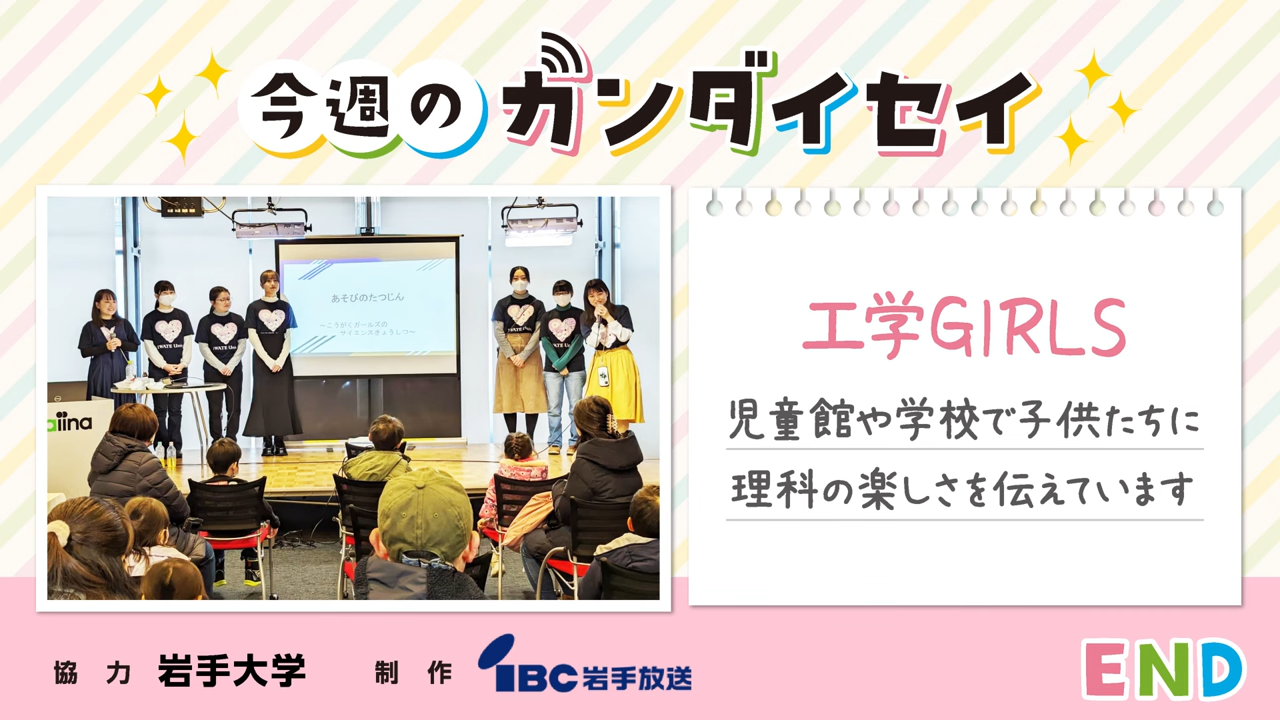 今週の ガンダイセイ
あそびのたつじん
～こうがくガールズの
サイエンスきょうしつ～
IWATE Uni
aiina
工学GIRLS
児童館や学校で子供たちに
理科の楽しさを伝えています
協力 岩手大学 制作 IBC岩手放送
END